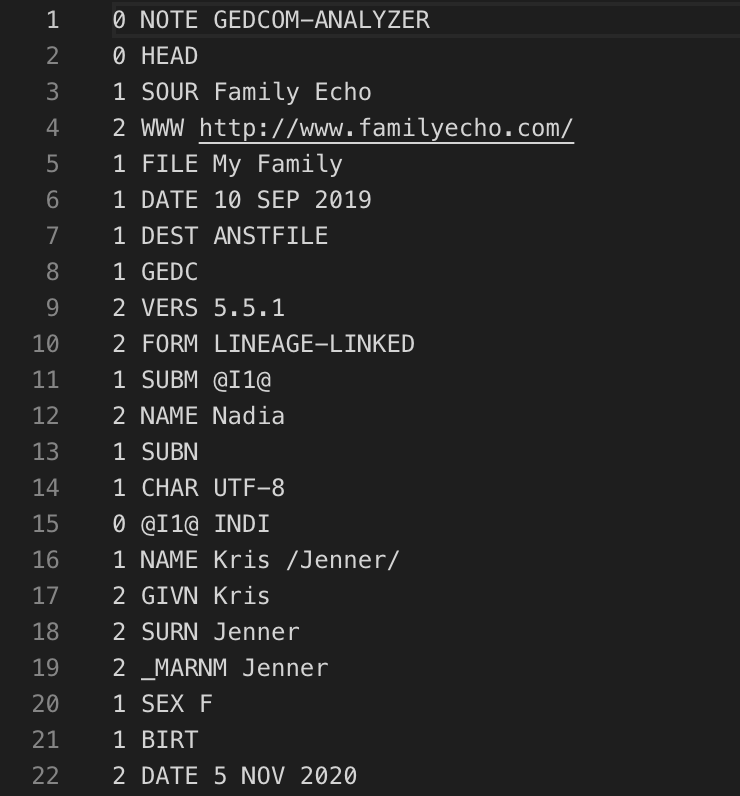 1 0 NOTE GEDCOM-ANALYZER
2 0 HEAD
3 1 SOUR Family Echo
4 2 WWW http://www.familyecho.com/
5 1 FILE My Family
6 1 DATE 10 SEP 2019
7 1 DEST ANSTFILE
8 1 GEDC
9 2 VERS 5.5.1
10 2 FORM LINEAGE-LINKED
11 1 SUBM @I1@
12 2 NAME Nadia
13 1 SUBN
14 1 CHAR UTF-8
15 0 @I1@ INDI
16 1 NAME Kris /Jenner/
17 2 GIVN Kris
18 2 SURN Jenner
19 2 _MARNM Jenner
20 1 SEX F
21 1 BIRT
22 2 DATE 5 NOV 2020